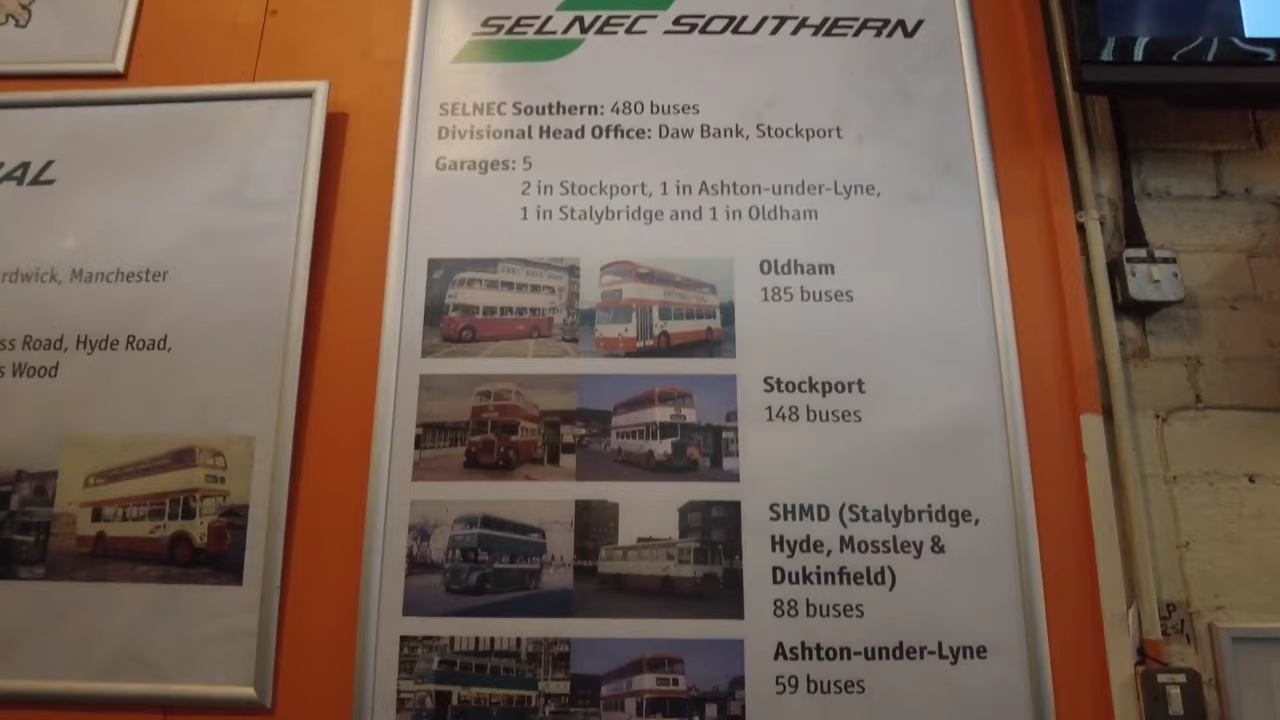 SELNEC SOUTHERN
SELNEC Southern: 480 buses
Divisional Head Office: Daw Bank, Stockport
Garages: 5
2 in Stockport, 1 in Ashton-under-Lyne,
1 in Stalybridge and 1 in Oldham
Oldham
185 buses
Stockport
148 buses
SHMD (Stalybridge,
Hyde, Mossley &
Dukinfield)
88 buses
Ashton-under-Lyne
59 buses
AL
rdwick, Manchester
ss Road, Hyde Road,
s Wood